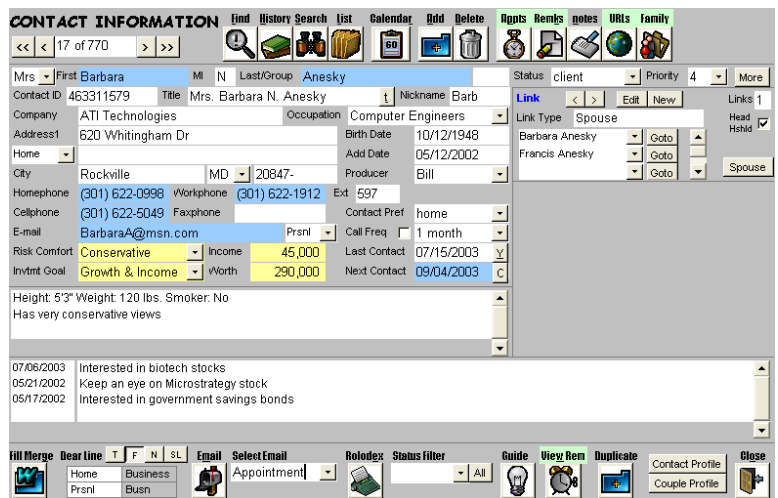 CONTACT INFORMATION Find History Search List Calendar Add Delete Appts Remks notes URLs Family
<< < 17 of 770 > >> 60
Mrs First Barbara MI N Last/Group Anesky Status client Priority 4 More
Contact ID 463311579 Title Mrs. Barbara N. Anesky t Nickname Barb Link < > Edit New Links 1
Company ATI Technologies Occupation Computer Engineers Link Type Spouse Head Hshld
Address1 620 Whitingham Dr Birth Date 10/12/1948 Barbara Anesky Goto
Home Add Date 05/12/2002 Francis Anesky Goto
City Rockville MD 20847- Producer Bill Goto Spouse
Homephone (301) 622-0998 Workphone (301) 622-1912 Ext 597
Cellphone (301) 622-5049 Faxphone Contact Pref home
E-mail BarbaraA@msn.com Prsnl Call Freq 1 month
Risk Comfort Conservative Income 45,000 Last Contact 07/15/2003 Y
Invtmt Goal Growth & Income Worth 290,000 Next Contact 09/04/2003 C
Height: 5'3" Weight: 120 lbs. Smoker: No
Has very conservative views
07/06/2003 Interested in biotech stocks
05/21/2002 Keep an eye on Microstrategy stock
05/17/2002 Interested in government savings bonds
Fill Merge Dear Line T F N SL Email Select Email Rolodex Status Filter Guide View Rem Duplicate Close
Home Business Appointment All Contact Profile
Prsnl Busn Couple Profile